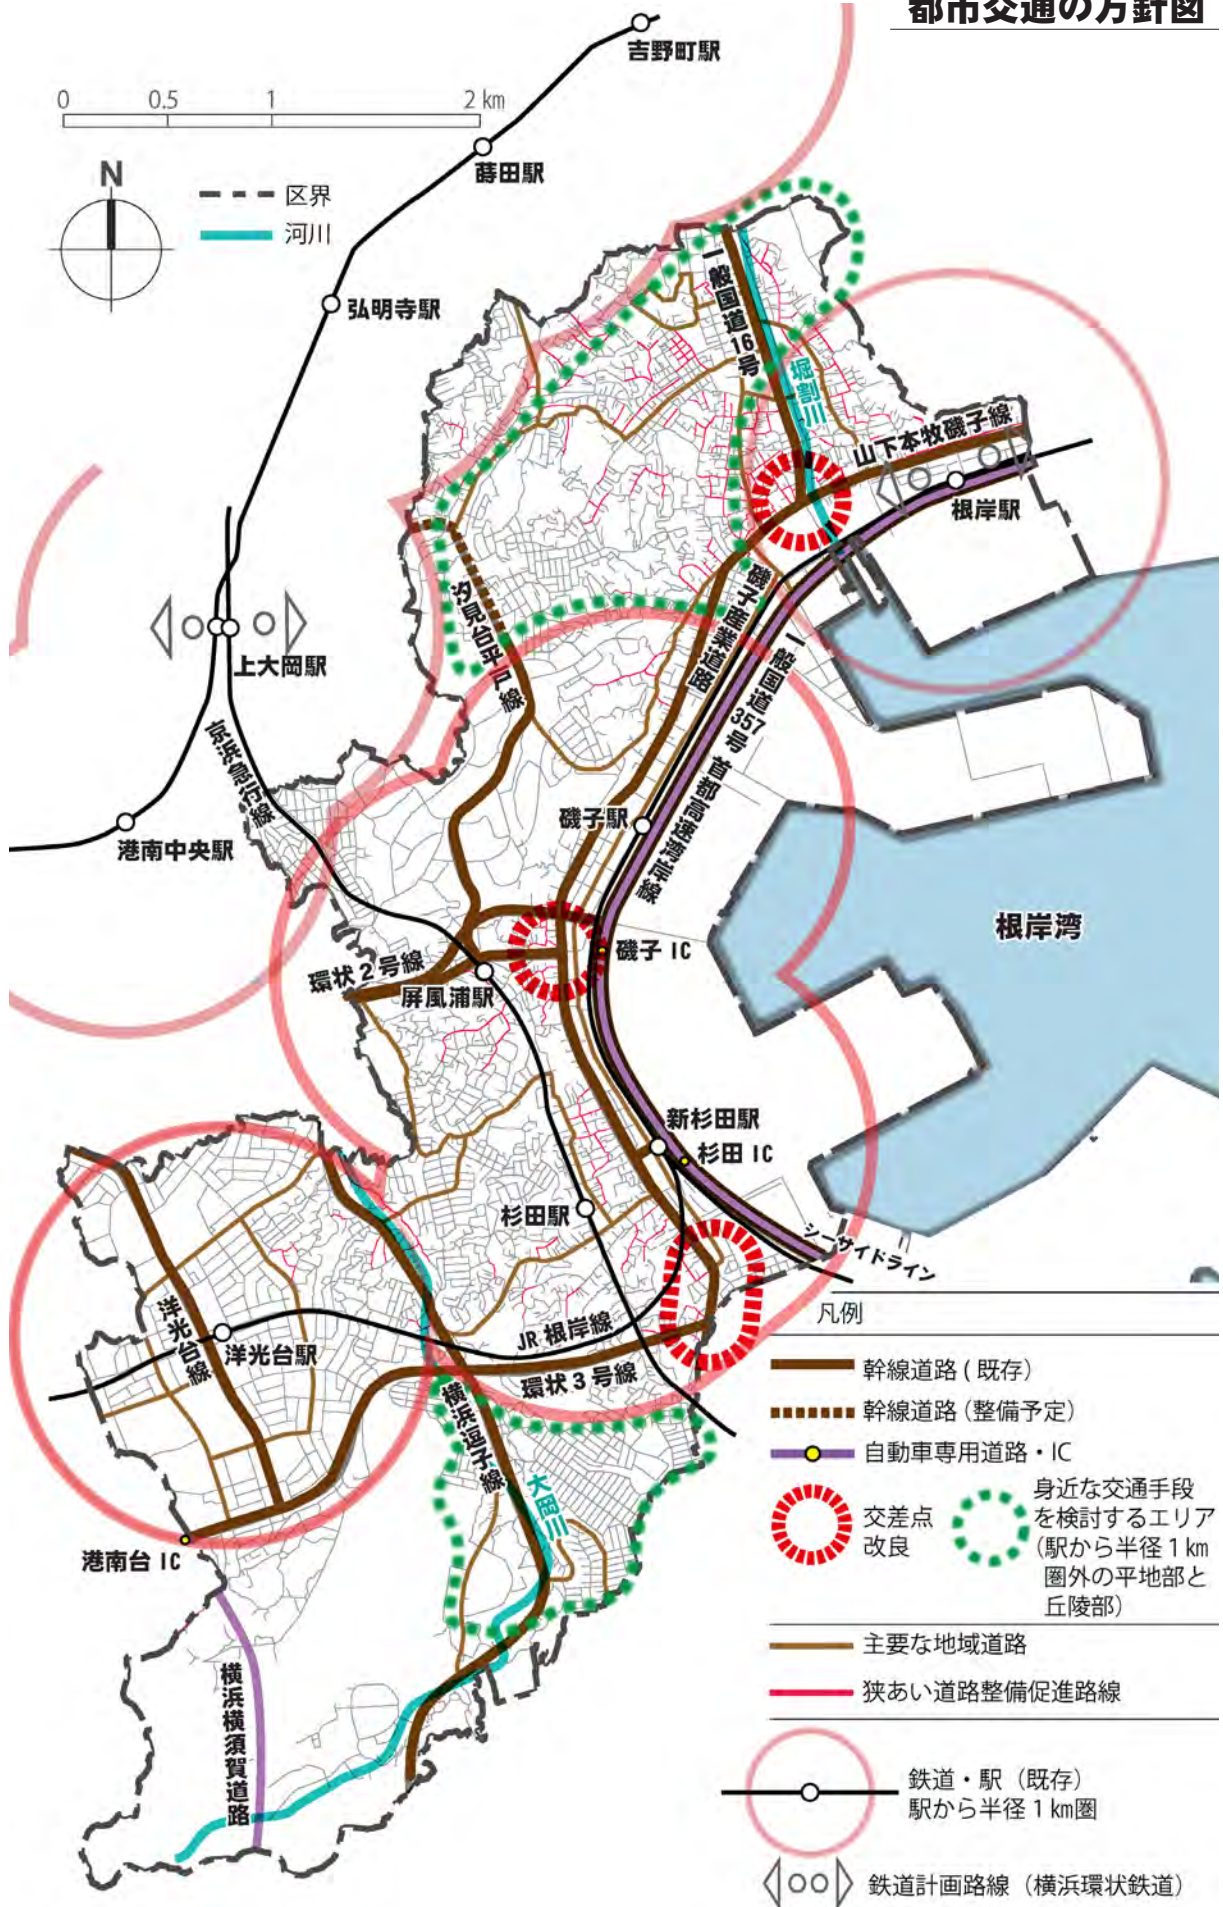 都市交通の方針図
吉野町駅
0 0.5 1 2 km
蒔田駅
N
区界
河川
弘明寺駅
一般国道16号
堀割川
山下本牧磯子線
根岸駅
汐見台平戸線
磯子産業道路
一般国道357号 首都高速湾岸線
上大岡駅
京浜急行線
磯子駅
港南中央駅
根岸湾
磯子 IC
環状2号線
屏風浦駅
新杉田駅
杉田 IC
杉田駅
シーサイドライン
洋光台線
洋光台駅
JR 根岸線
環状3号線
横浜逗子線
大岡川
港南台 IC
横浜横須賀道路
凡例
幹線道路 (既存)
幹線道路 (整備予定)
自動車専用道路・IC
交差点
改良
身近な交通手段
を検討するエリア
(駅から半径1km
圏外の平地部と
丘陵部)
主要な地域道路
狭あい道路整備促進路線
鉄道・駅 (既存)
駅から半径1km圏
鉄道計画路線 (横浜環状鉄道)